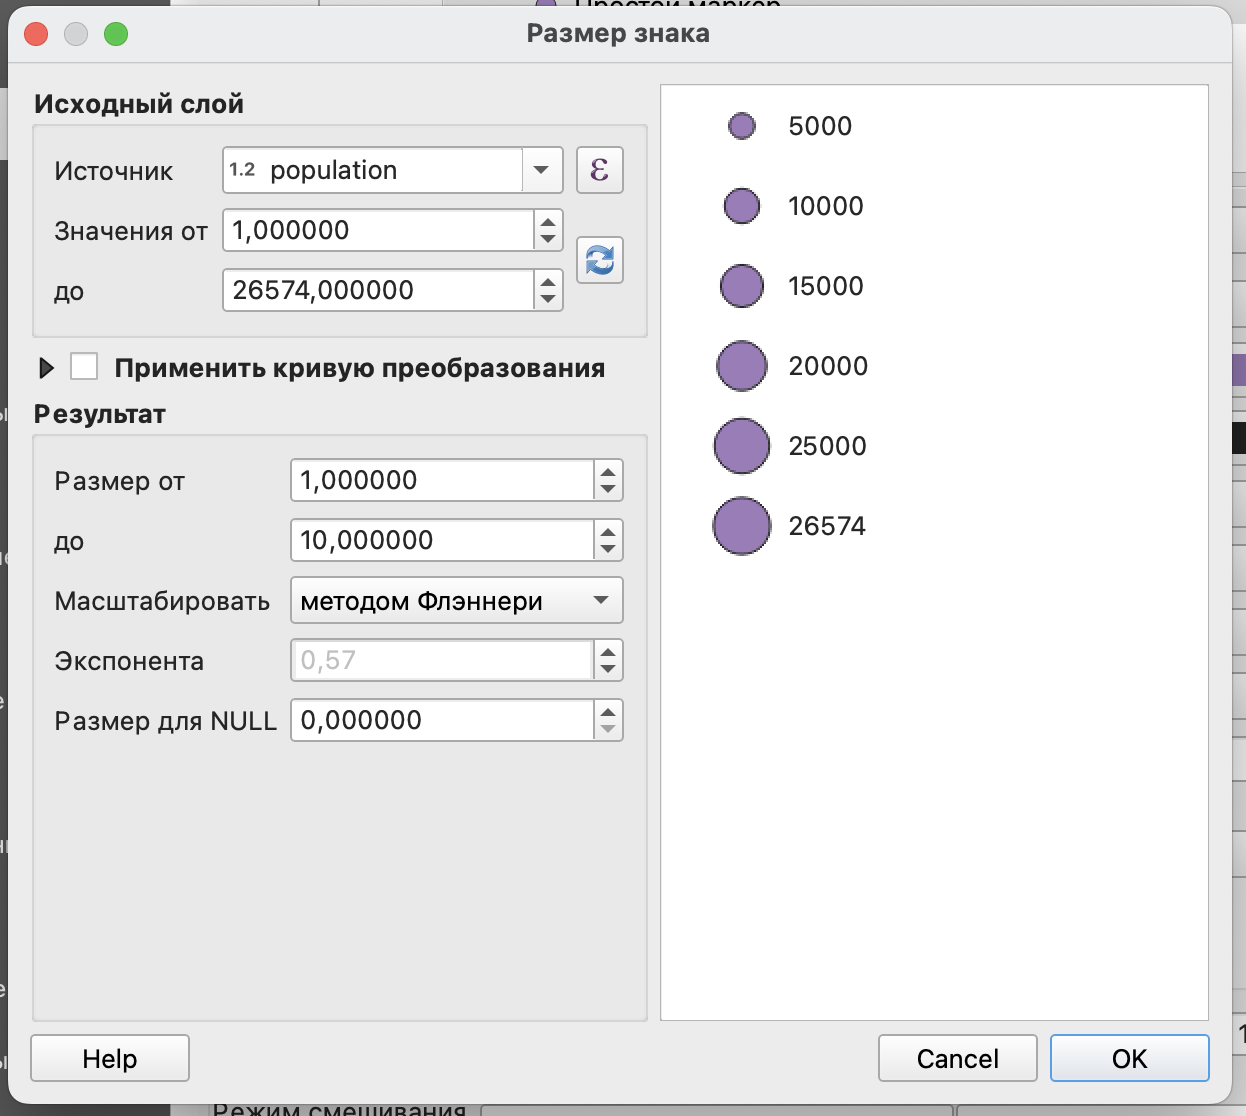 Размер знака
Исходный слой
Источник 1.2 population ε
Значения от 1,000000
до 26574,000000
Применить кривую преобразования
Результат
Размер от 1,000000
до 10,000000
Масштабировать методом Флэннери
Экспонента 0,57
Размер для NULL 0,000000
5000
10000
15000
20000
25000
26574
Help Cancel OK
Режим смешивания